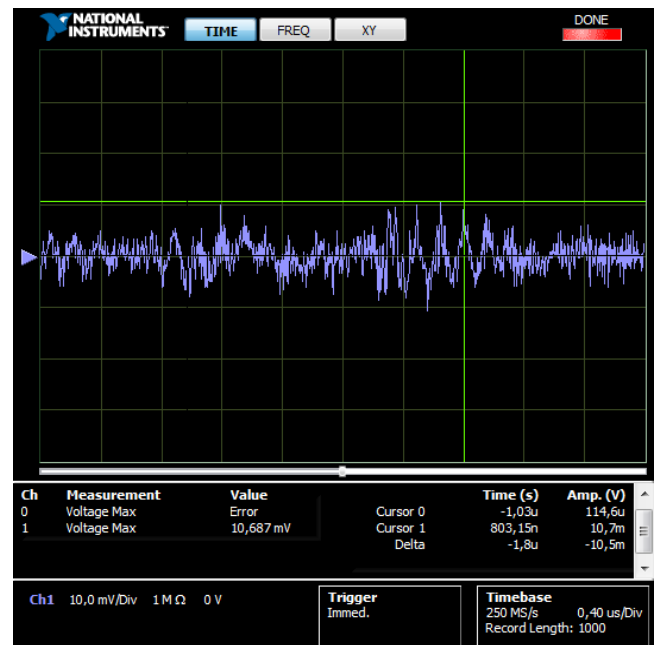 NATIONAL
INSTRUMENTS™
TIME FREQ XY DONE
Ch Measurement Value Time (s) Amp. (V)
0 Voltage Max Error Cursor 0 -1,03u 114,6u
1 Voltage Max 10,687 mV Cursor 1 803,15n 10,7m
Delta -1,8u -10,5m
Ch1 10,0 mV/Div 1 M Ω 0 V
Trigger
Immed.
Timebase
250 MS/s 0,40 us/Div
Record Length: 1000